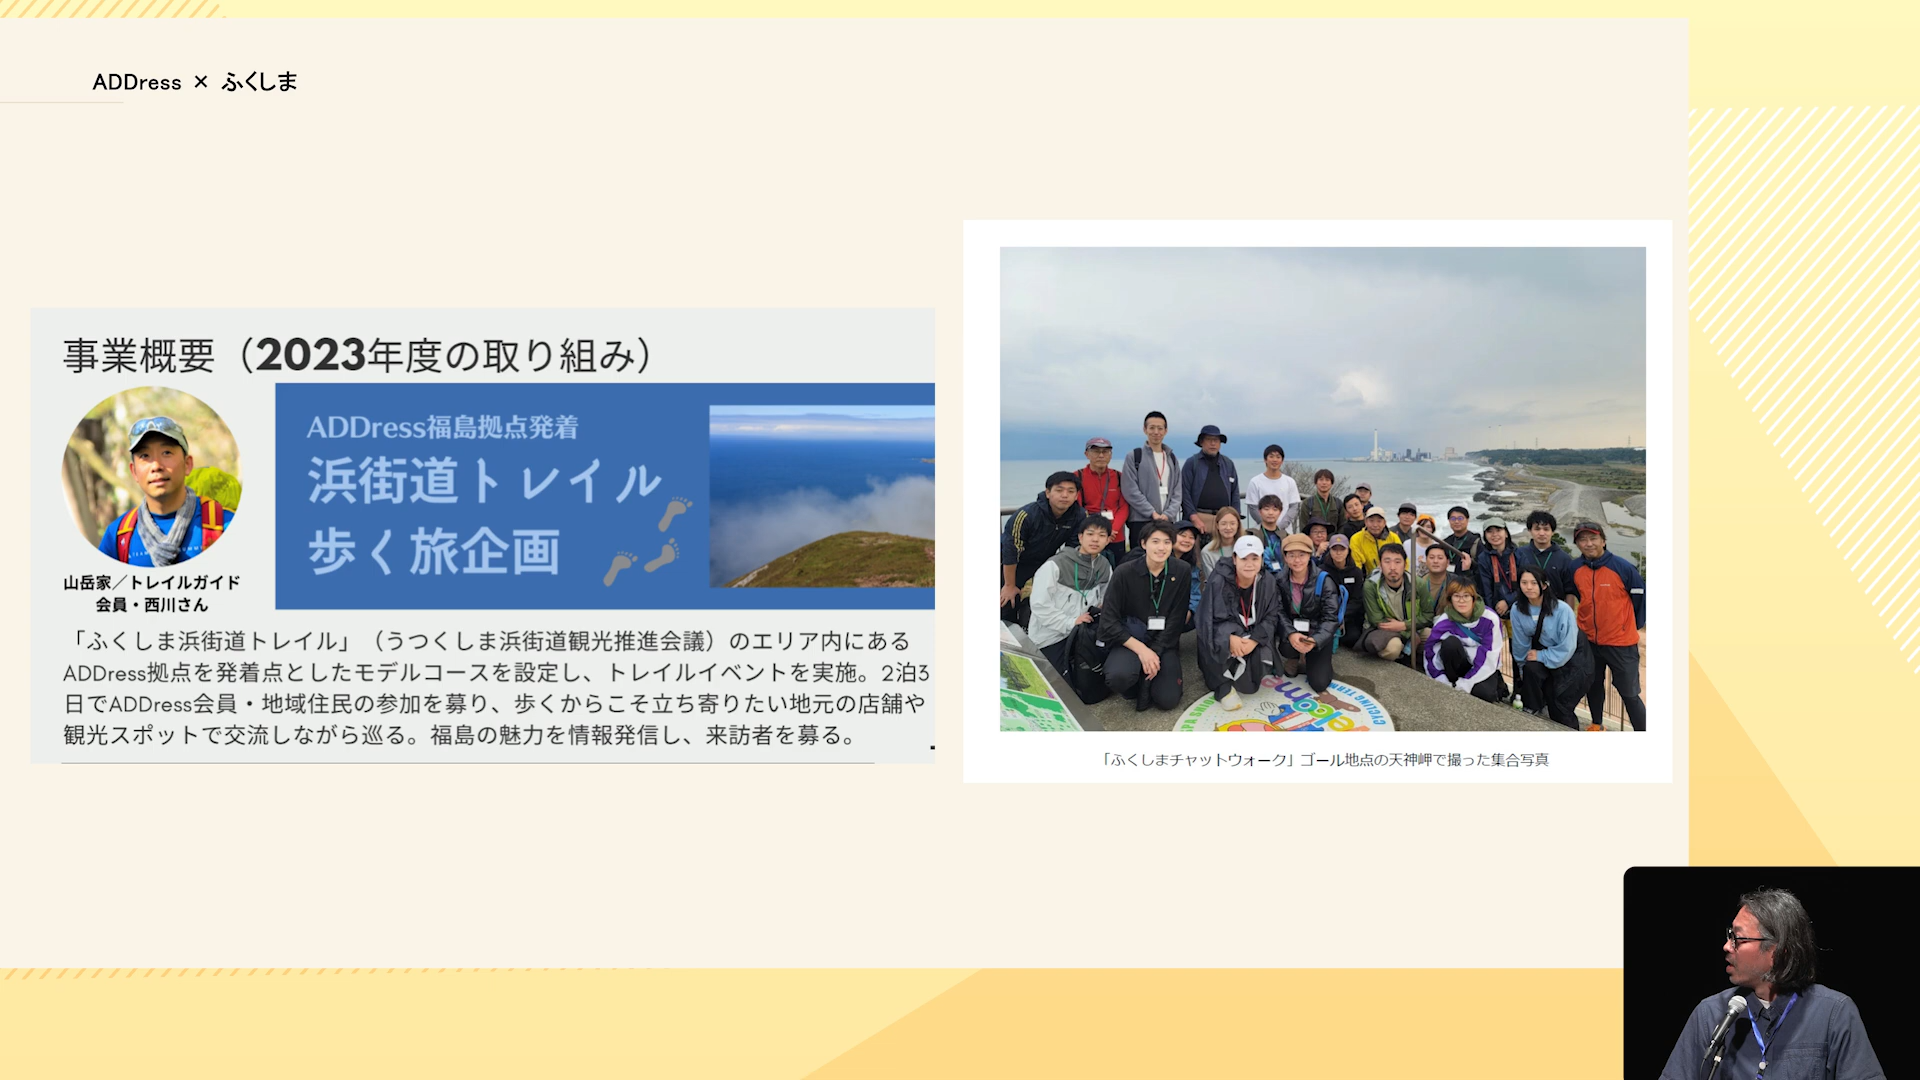 ADDress × ふくしま
事業概要（2023年度の取り組み）
ADDress福島拠点発着
浜街道トレイル
歩く旅企画
山岳家／トレイルガイド
会員・西川さん
「ふくしま浜街道トレイル」（うつくしま浜街道観光推進会議）のエリア内にある
ADDress拠点を発着点としたモデルコースを設定し、トレイルイベントを実施。2泊3
日でADDress会員・地域住民の参加を募り、歩くからこそ立ち寄りたい地元の店舗や
観光スポットで交流しながら巡る。福島の魅力を情報発信し、来訪者を募る。
「ふくしまチャットウォーク」ゴール地点の天神岬で撮った集合写真